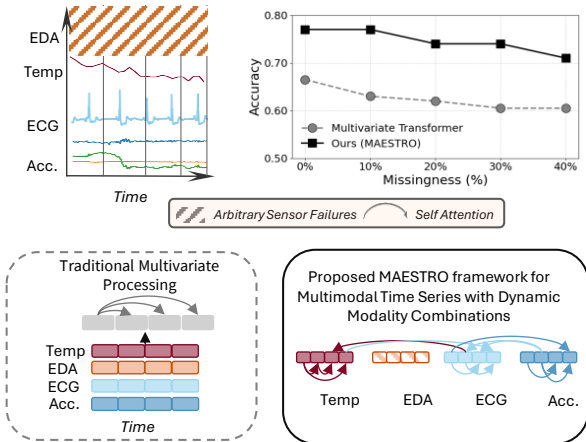 EDA
Temp
ECG
Acc.
Time
0.80
0.70
0.60
0.50
Accuracy
Multivariate Transformer
Ours (MAESTRO)
0% 10% 20% 30% 40%
Missingness (%)
Arbitrary Sensor Failures Self Attention
Traditional Multivariate
Processing
Temp
EDA
ECG
Acc.
Time
Proposed MAESTRO framework for
Multimodal Time Series with Dynamic
Modality Combinations
Temp EDA ECG Acc.